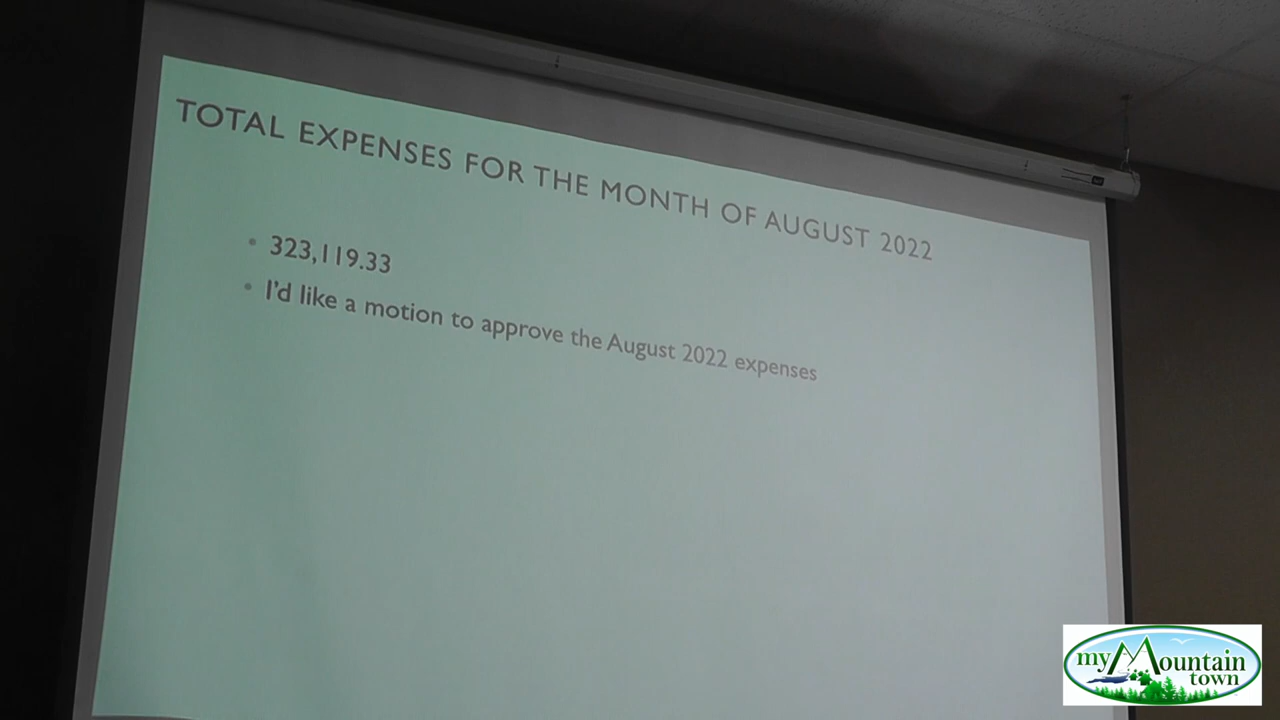 TOTAL EXPENSES FOR THE MONTH OF AUGUST 2022
• 323,119.33
• I'd like a motion to approve the August 2022 expenses
my Mountain
town